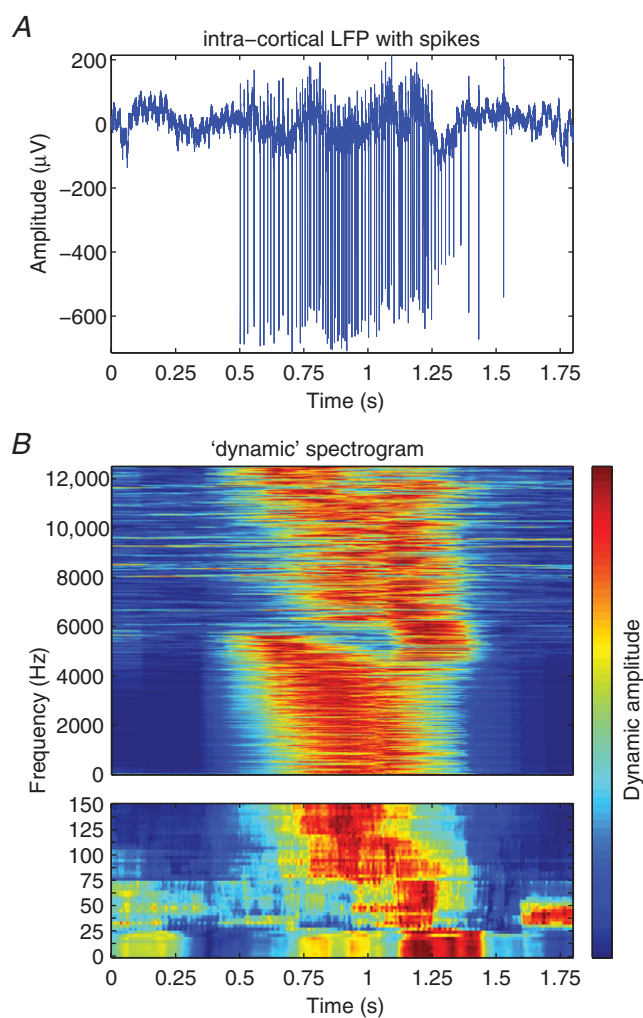 A
intra-cortical LFP with spikes
Amplitude (µV)
200
0
−200
−400
−600
0 0.25 0.5 0.75 1 1.25 1.5 1.75
Time (s)
B
‘dynamic’ spectrogram
Frequency (Hz)
12,000
10,000
8000
6000
4000
2000
0
150
125
100
75
50
25
0
0 0.25 0.5 0.75 1 1.25 1.5 1.75
Time (s)
Dynamic amplitude